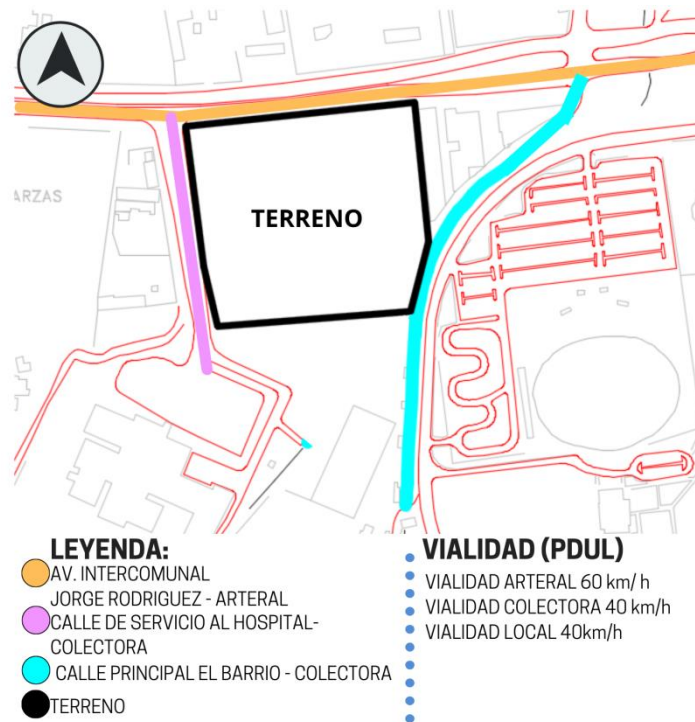 ARZAS
TERRENO
LEYENDA:
AV. INTERCOMUNAL
JORGE RODRIGUEZ - ARTERAL
CALLE DE SERVICIO AL HOSPITAL-
COLECTORA
CALLE PRINCIPAL EL BARRIO - COLECTORA
TERRENO
VIALIDAD (PDUL)
VIALIDAD ARTERAL 60 km/ h
VIALIDAD COLECTORA 40 km/h
VIALIDAD LOCAL 40km/h